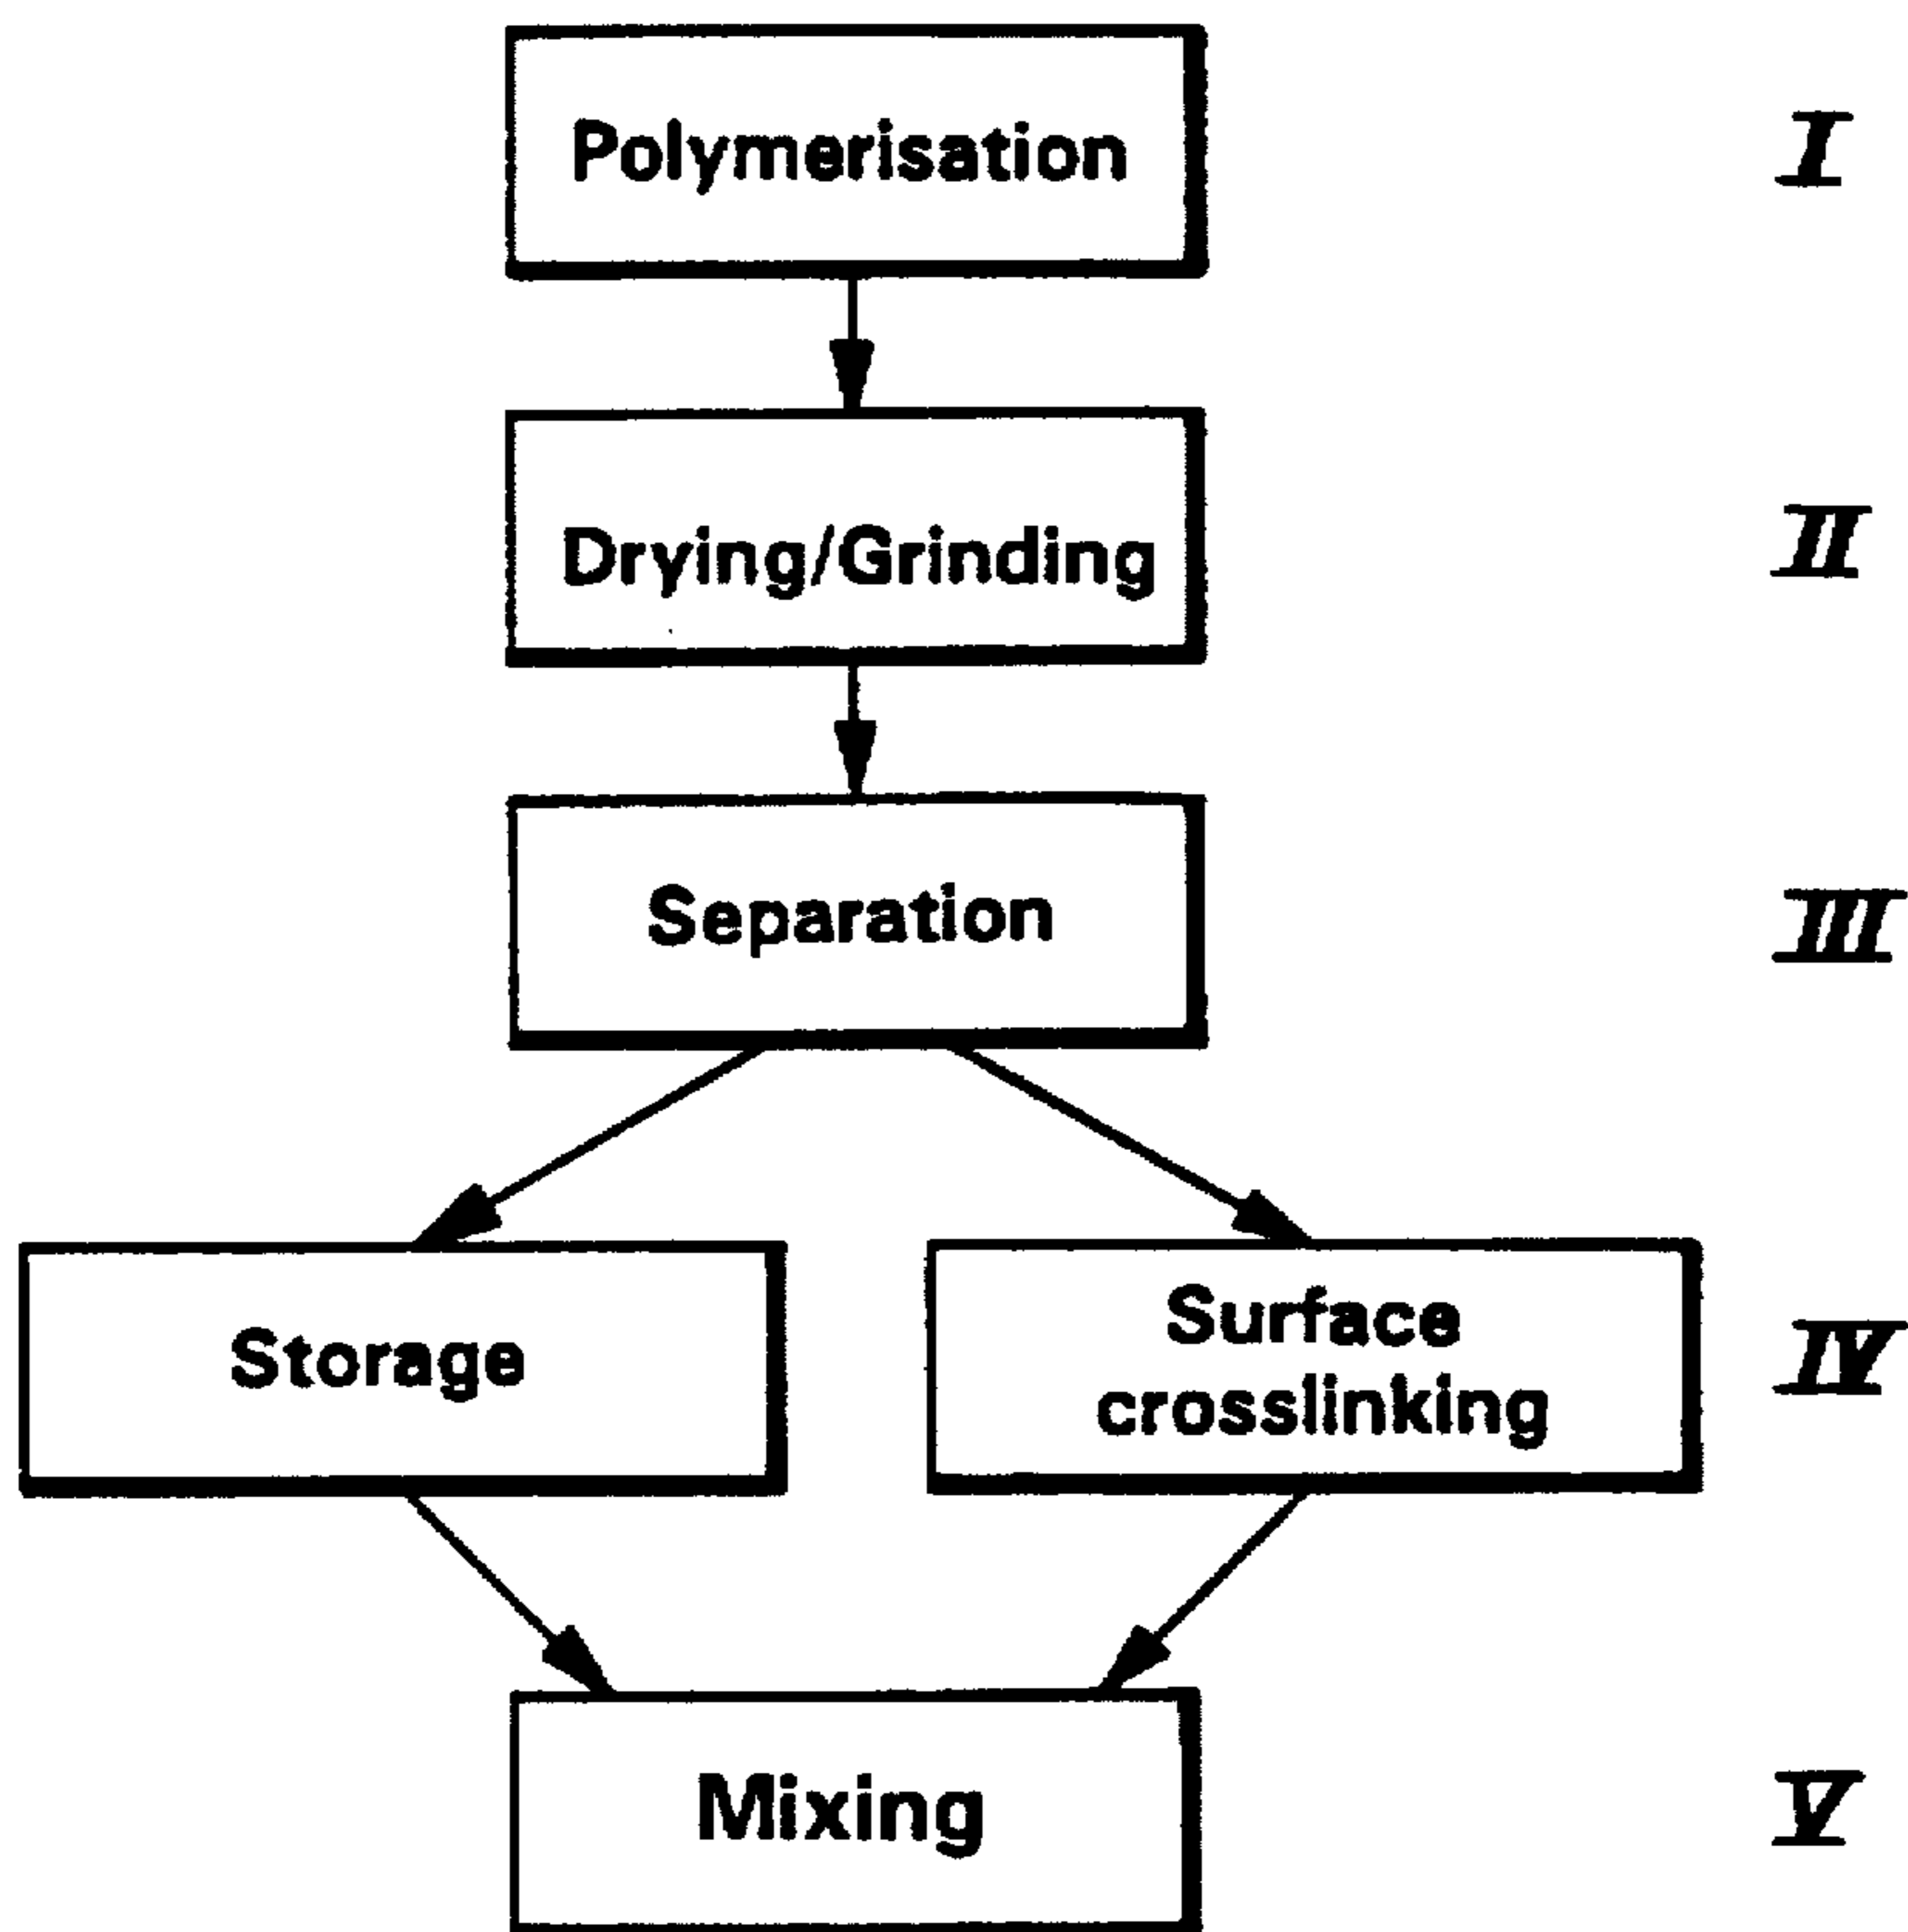 Polymerisation
I
Drying/Grinding
II
Separation
III
Storage
Surface
crosslinking
IV
Mixing
V